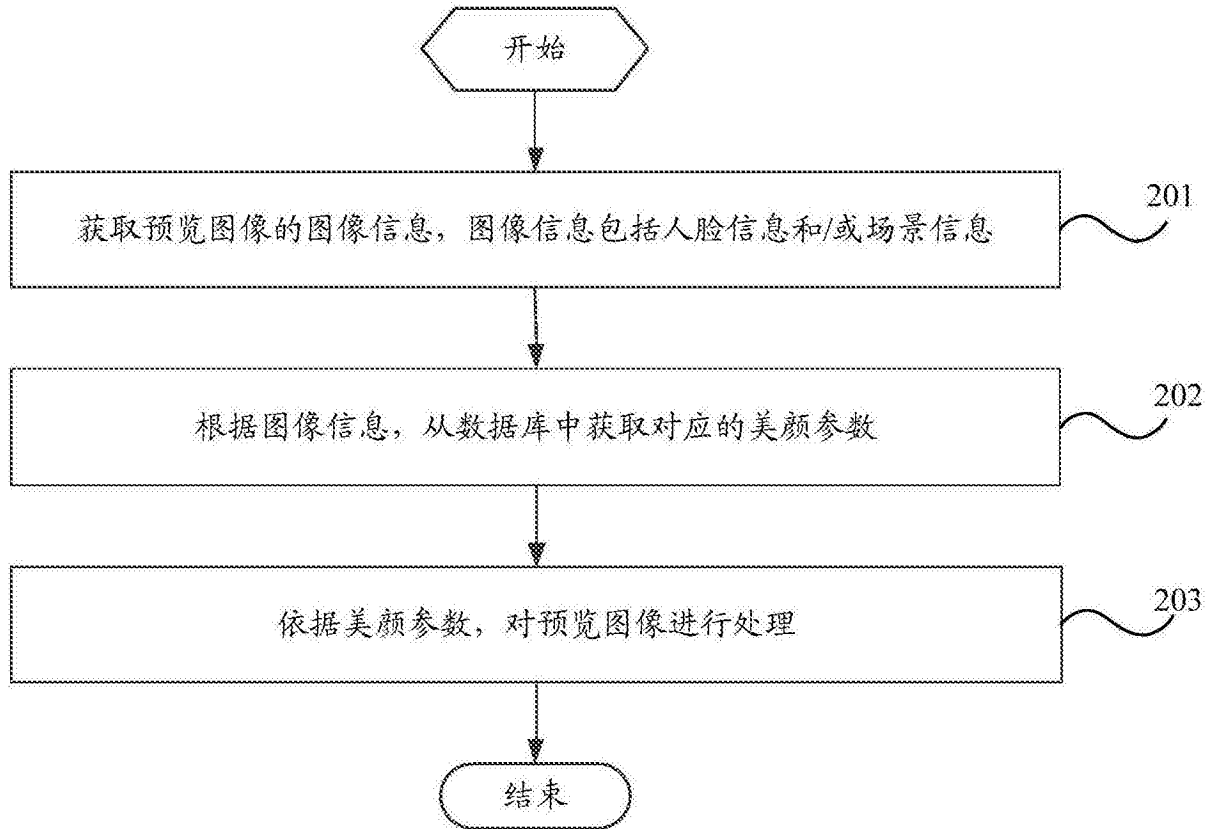 开始
获取预览图像的图像信息，图像信息包括人脸信息和/或场景信息
201
根据图像信息，从数据库中获取对应的美颜参数
202
依据美颜参数，对预览图像进行处理
203
结束